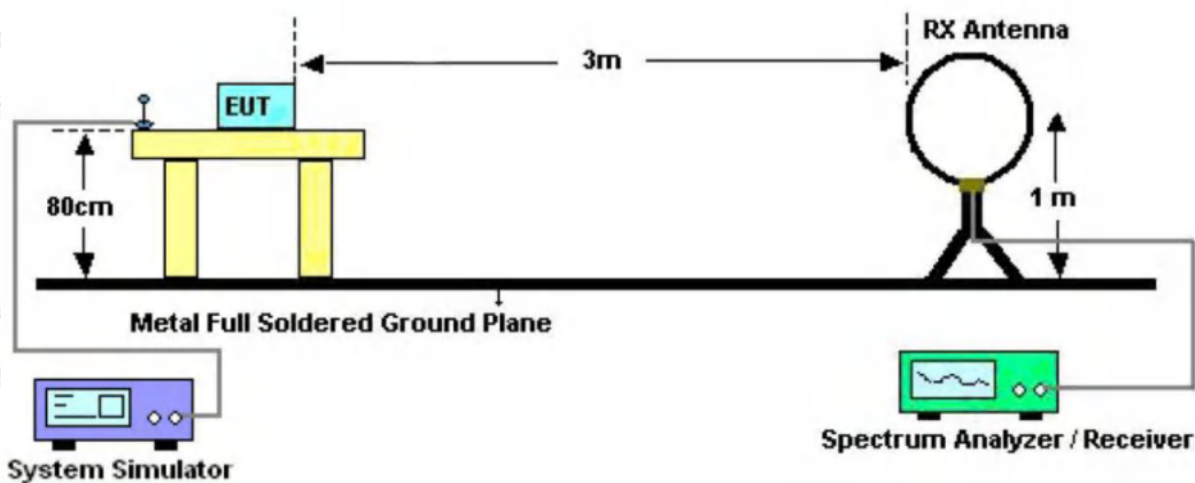 RX Antenna
3m
EUT
80cm
1 m
Metal Full Soldered Ground Plane
System Simulator
Spectrum Analyzer / Receiver